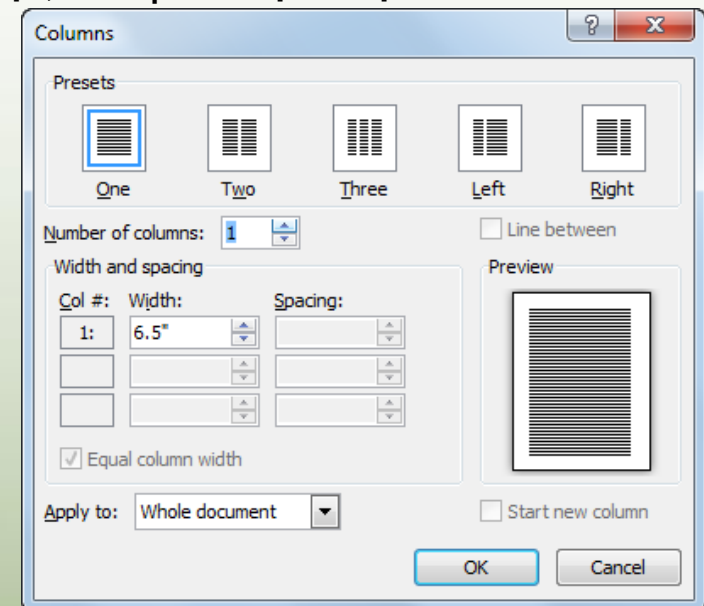 Columns
Presets
One Two Three Left Right
Number of columns: 1 Line between
Width and spacing Preview
Col #: Width: Spacing:
1: 6.5"
Equal column width
Apply to: Whole document Start new column
OK Cancel